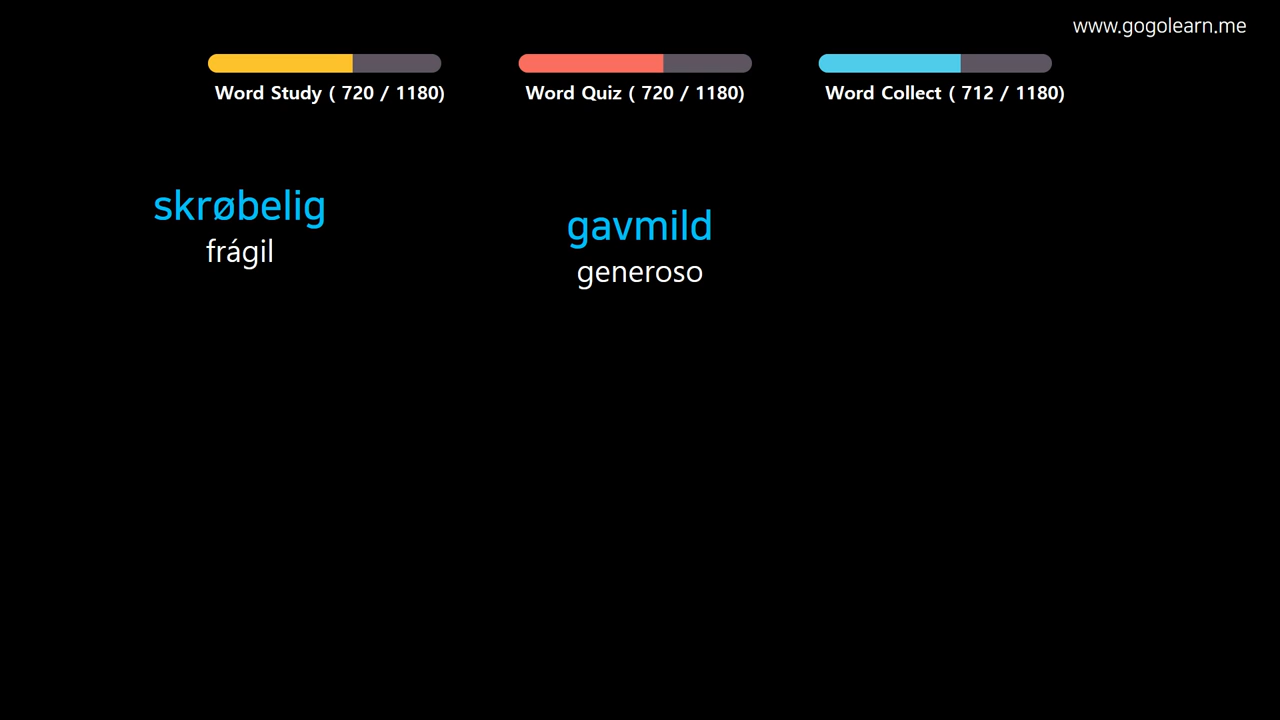 www.gogolearn.me
Word Study ( 720 / 1180)
Word Quiz ( 720 / 1180)
Word Collect ( 712 / 1180)
skrøbelig
frágil
gavmild
generoso